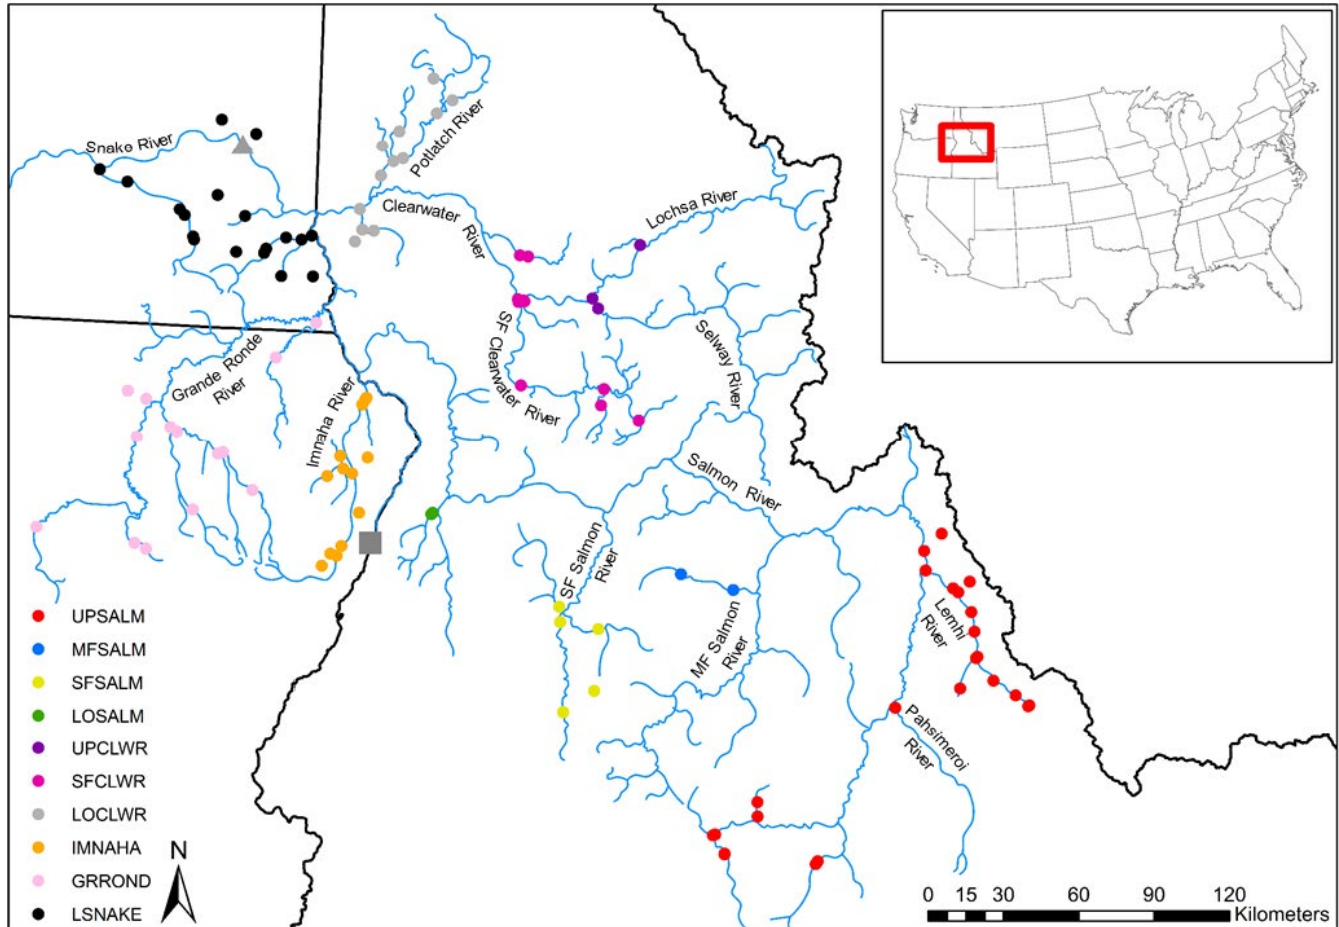 Snake River
Potlatch River
Clearwater
River
Lochsa River
SF Clearwater River
Selway River
Grande Ronde
River
Imnaha River
Salmon River
SF Salmon
River
MF Salmon
River
Lemhi
River
Pahsimeroi
River
UPSALM
MFSALM
SFSALM
LOSALM
UPCLWR
SFCLWR
LOCLWR
IMNAHA
GRROND
LSNAKE
N
0 15 30 60 90 120
Kilometers